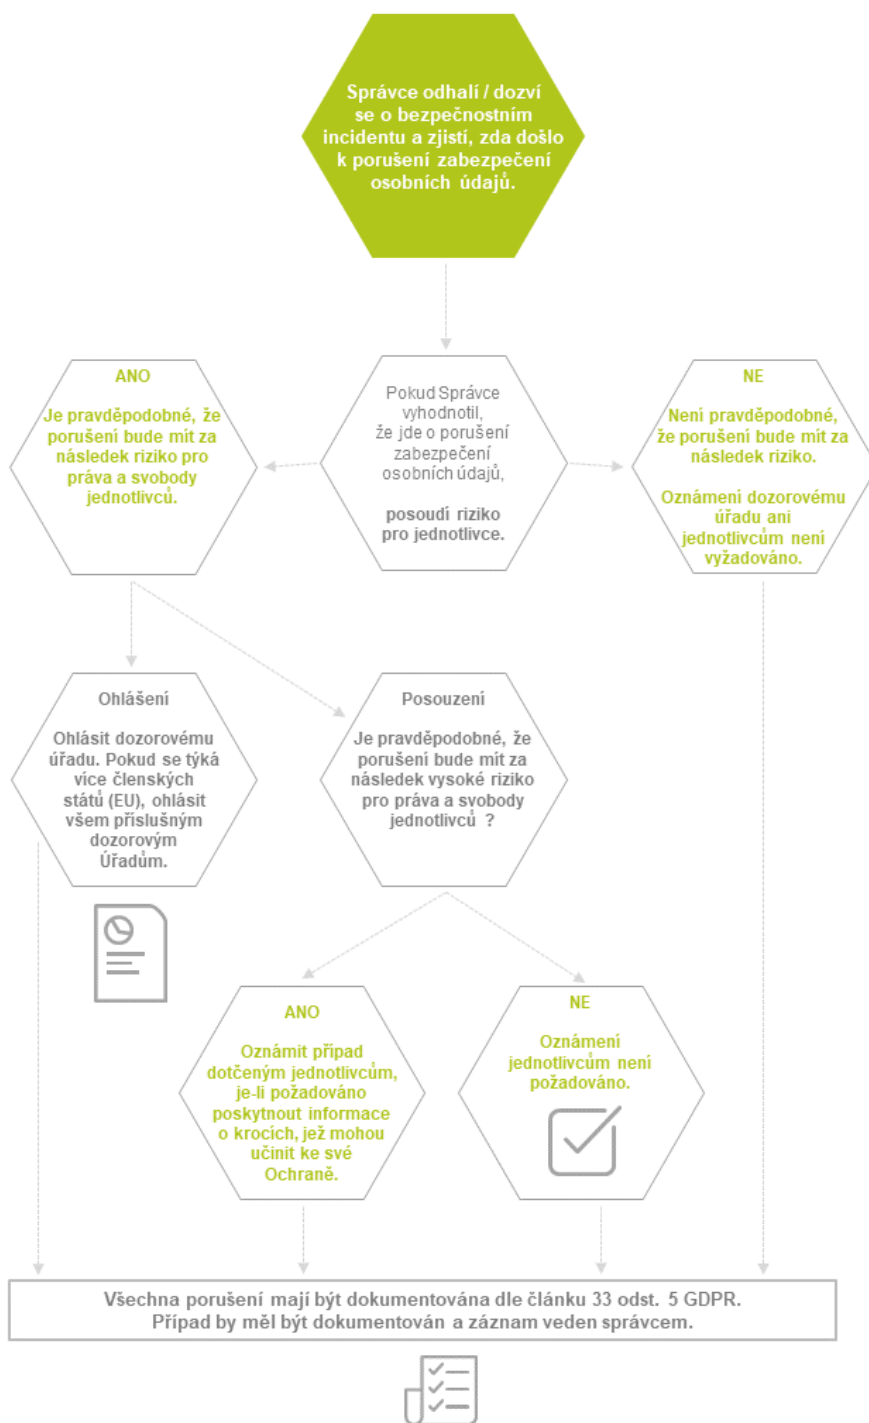 Správce odhalí / dozví
se o bezpečnostním
incidentu a zjistí, zda došlo
k porušení zabezpečení
osobních údajů.
ANO
Je pravděpodobné, že
porušení bude mít za
následek riziko pro
práva a svobody
jednotlivců.
Pokud Správce
vyhodnotil,
že jde o porušení
zabezpečení
osobních údajů,
posoudí riziko
pro jednotlivce.
NE
Není pravděpodobné,
že porušení bude mít za
následek riziko.
Oznámení dozorovému
úřadu ani
jednotlivcům není
vyžadováno.
Ohlášení
Ohlásit dozorovému
úřadu. Pokud se týká
více členských
států (EU), ohlásit
všem příslušným
dozorovým
Úřadům.
Posouzení
Je pravděpodobné, že
porušení bude mít za
následek vysoké riziko
pro práva a svobody
jednotlivců ?
ANO
Oznámit případ
dotčeným jednotlivcům,
je-li požadováno
poskytnout informace
o krocích, jež mohou
učinit ke své
Ochraně.
NE
Oznámení
jednotlivcům není
požadováno.
Všechna porušení mají být dokumentována dle článku 33 odst. 5 GDPR.
Případ by měl být dokumentován a záznam veden správcem.